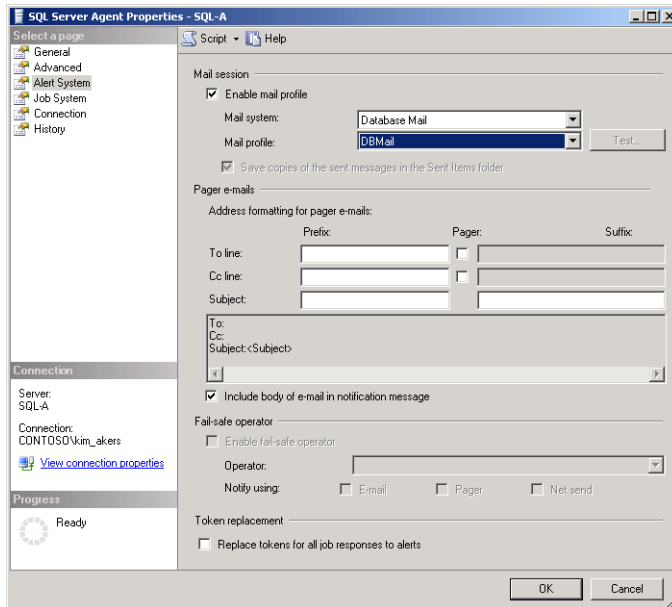 SQL Server Agent Properties - SQL-A
Select a page
General
Advanced
Alert System
Job System
Connection
History
Script
Help
Mail session
Enable mail profile
Mail system:
Database Mail
Mail profile:
DBMail
Test...
Save copies of the sent messages in the Sent Items folder
Pager e-mails
Address formatting for pager e-mails:
Prefix: Pager: Suffix:
To line:
Cc line:
Subject:
To:
Cc:
Subject:<Subject>
Include body of e-mail in notification message
Fail-safe operator
Enable fail-safe operator
Operator:
Notify using: E-mail Pager Net send
Token replacement
Replace tokens for all job responses to alerts
Connection
Server:
SQL-A
Connection:
CONTOSO\kim_akers
View connection properties
Progress
Ready
OK Cancel